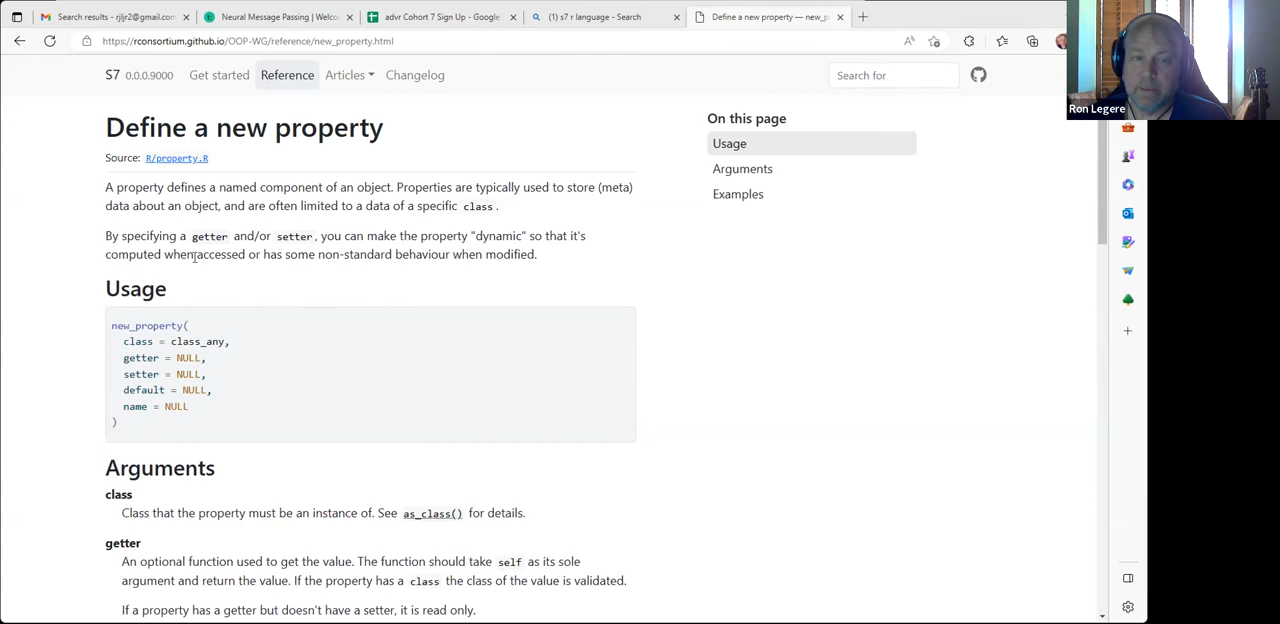 Search results - rjljr2@gmail.com
Neural Message Passing | Welco
advr Cohort 7 Sign Up - Google
(1) s7 r language - Search
Define a new property — new_p
https://rconsortium.github.io/OOP-WG/reference/new_property.html
Ron Legere
S7 0.0.0.9000 Get started Reference Articles Changelog Search for
Define a new property
Source: R/property.R
A property defines a named component of an object. Properties are typically used to store (meta)
data about an object, and are often limited to a data of a specific class.
By specifying a getter and/or setter, you can make the property "dynamic" so that it's
computed when accessed or has some non-standard behaviour when modified.
Usage
new_property(
class = class_any,
getter = NULL,
setter = NULL,
default = NULL,
name = NULL
)
Arguments
class
Class that the property must be an instance of. See as_class() for details.
getter
An optional function used to get the value. The function should take self as its sole
argument and return the value. If the property has a class the class of the value is validated.
If a property has a getter but doesn't have a setter, it is read only.
On this page
Usage
Arguments
Examples